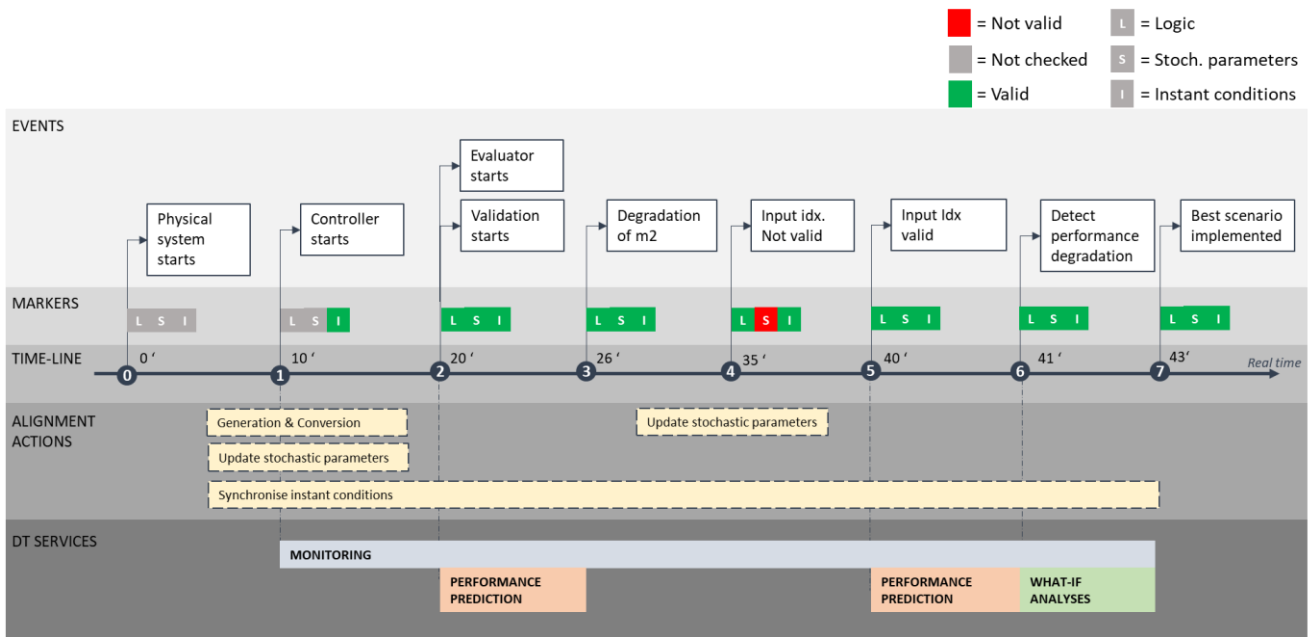 = Not valid
L = Logic
= Not checked
S = Stoch. parameters
= Valid
I = Instant conditions
EVENTS
Evaluator
starts
Physical
system
starts
Controller
starts
Validation
starts
Degradation
of m2
Input idx.
Not valid
Input Idx
valid
Detect
performance
degradation
Best scenario
implemented
MARKERS
L S I
L S I
L S I
L S I
L S I
L S I
L S I
L S I
TIME-LINE
0 ‘
10 ‘
20 ‘
26 ‘
35 ‘
40 ‘
41 ‘
43‘
Real time
0
1
2
3
4
5
6
7
ALIGNMENT
ACTIONS
Generation & Conversion
Update stochastic parameters
Update stochastic parameters
Synchronise instant conditions
DT SERVICES
MONITORING
PERFORMANCE
PREDICTION
PERFORMANCE
PREDICTION
WHAT-IF
ANALYSES